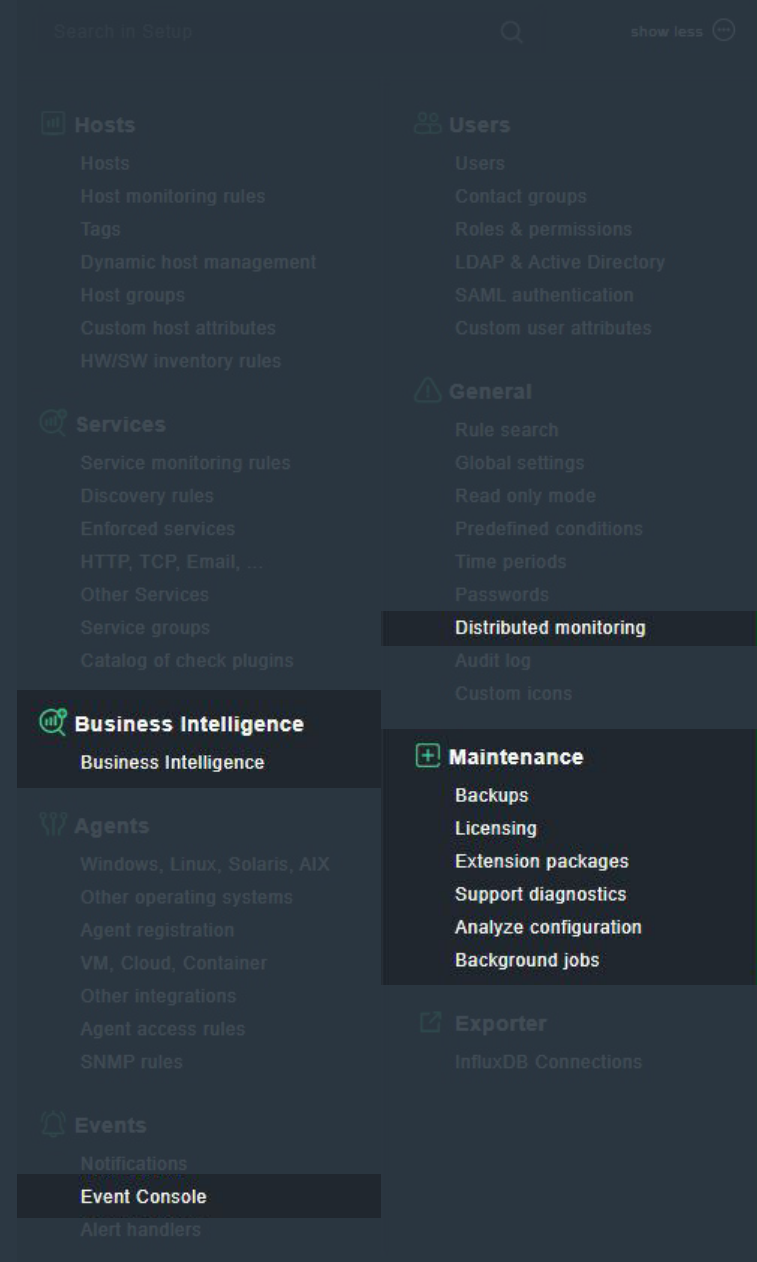 Search in Setup
show less
Hosts
Hosts
Host monitoring rules
Tags
Dynamic host management
Host groups
Custom host attributes
HW/SW inventory rules
Services
Service monitoring rules
Discovery rules
Enforced services
HTTP, TCP, Email, ...
Other Services
Service groups
Catalog of check plugins
Business Intelligence
Business Intelligence
Agents
Windows, Linux, Solaris, AIX
Other operating systems
Agent registration
VM, Cloud, Container
Other integrations
Agent access rules
SNMP rules
Events
Notifications
Event Console
Alert handlers
Users
Users
Contact groups
Roles & permissions
LDAP & Active Directory
SAML authentication
Custom user attributes
General
Rule search
Global settings
Read only mode
Predefined conditions
Time periods
Passwords
Distributed monitoring
Audit log
Custom icons
Maintenance
Backups
Licensing
Extension packages
Support diagnostics
Analyze configuration
Background jobs
Exporter
InfluxDB Connections